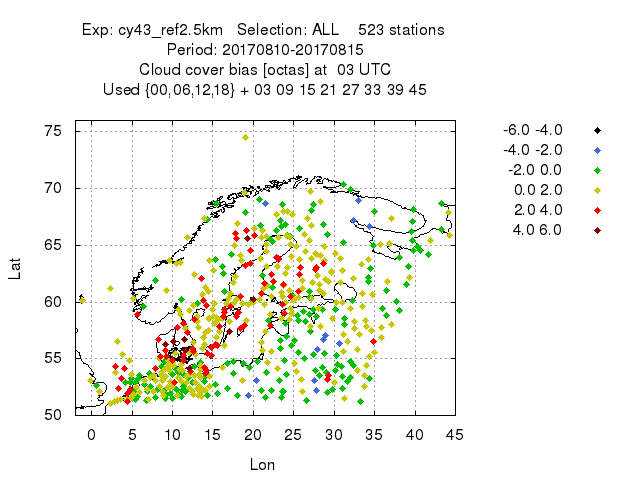 Exp: cy43_ref2.5km   Selection: ALL    523 stations
Period: 20170810-20170815
Cloud cover bias [octas] at  03 UTC
Used {00,06,12,18} + 03 09 15 21 27 33 39 45
75
70
65
60
55
50
Lat
0 5 10 15 20 25 30 35 40 45
Lon
-6.0 -4.0
-4.0 -2.0
-2.0 0.0
0.0 2.0
2.0 4.0
4.0 6.0